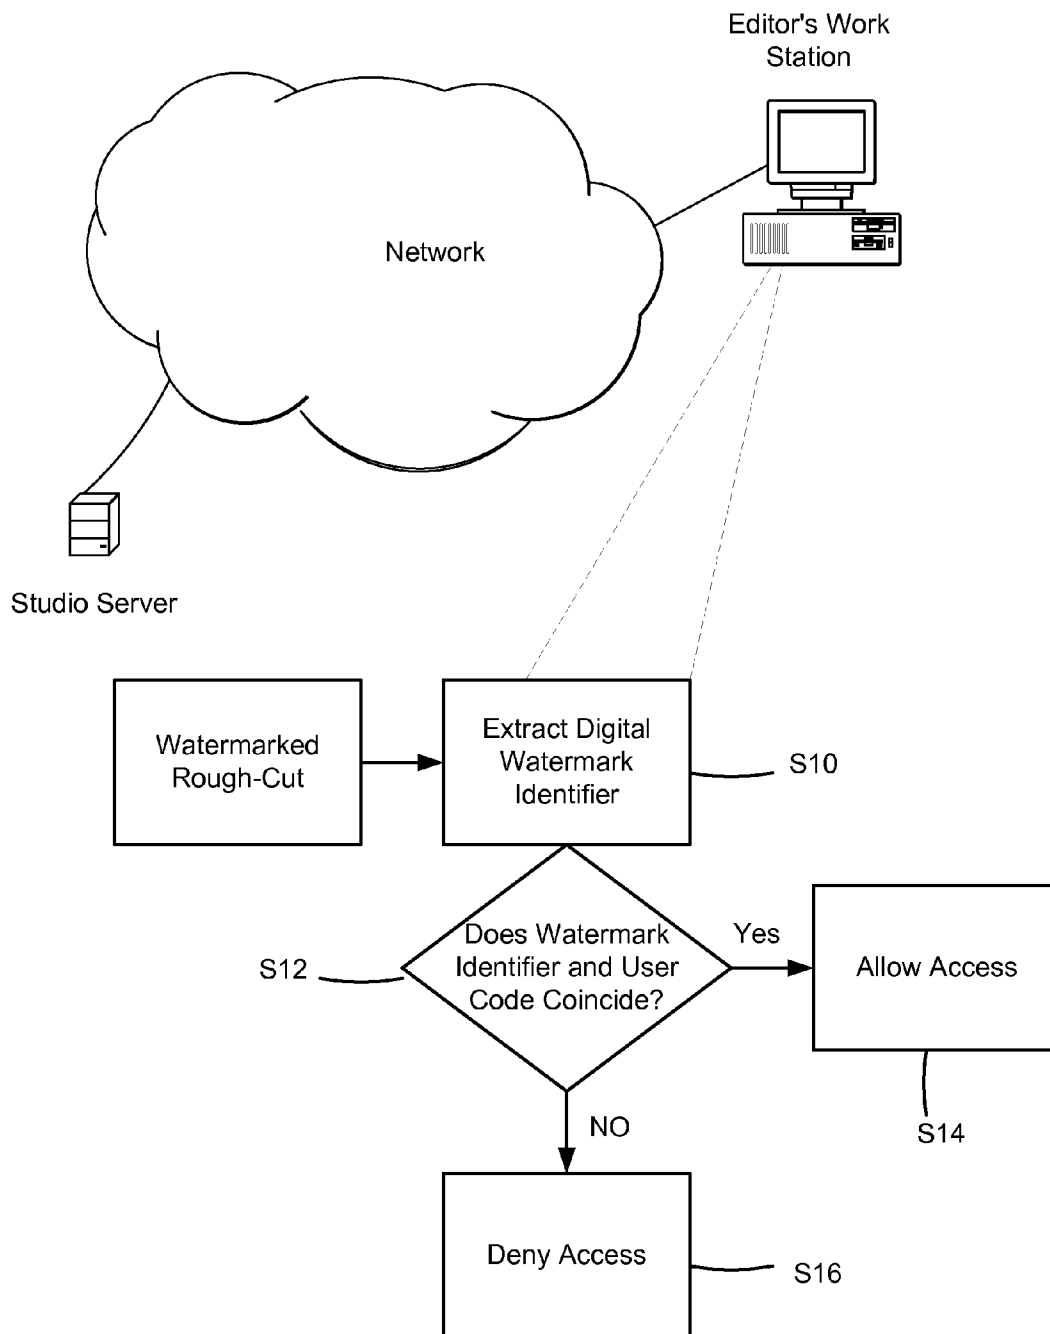 Editor's Work
Station
Network
Studio Server
Watermarked
Rough-Cut
Extract Digital
Watermark
Identifier
S10
Does Watermark
Identifier and User
Code Coincide?
S12
Yes
Allow Access
S14
NO
Deny Access
S16